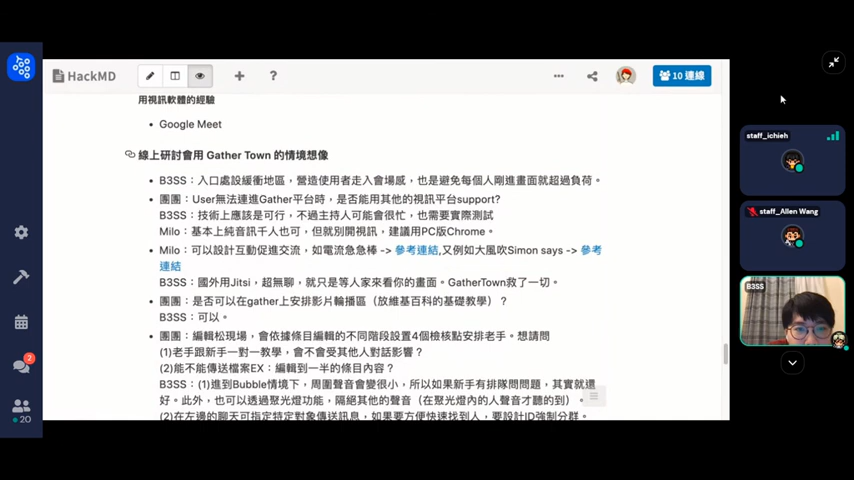 HackMD
10 連線
用視訊軟體的經驗
Google Meet
線上研討會用 Gather Town 的情境想像
B3SS：入口處設緩衝地區，營造使用者走入會場感，也是避免每個人剛進畫面就超過負荷。
團團：User無法連進Gather平台時，是否能用其他的視訊平台support?
B3SS：技術上應該是可行，不過主持人可能會很忙，也需要實際測試
Milo：基本上純音訊千人也可，但就別開視訊，建議用PC版Chrome。
Milo：可以設計互動促進交流，如電流急急棒 -> 參考連結,又例如大風吹Simon says -> 參考
連結
B3SS：國外用Jitsi，超無聊，就只是等人家來看你的畫面。GatherTown救了一切。
團團：是否可以在gather上安排影片輪播區（放維基百科的基礎教學）？
B3SS：可以。
團團：編輯松現場，會依據條目編輯的不同階段設置4個檢核點安排老手。想請問
(1)老手跟新手一對一教學，會不會受其他人對話影響？
(2)能不能傳送檔案EX：編輯到一半的條目內容？
B3SS：(1)進到Bubble情境下，周圍聲音會變很小，所以如果新手有排隊問問題，其實就還
好。此外，也可以透過聚光燈功能，隔絕其他的聲音（在聚光燈內的人聲音才聽的到）。
(2)在左邊的聊天可指定特定對象傳送訊息，如果要方便快速找到人，要設計ID強制分群。
staff_ichieh
staff_Allen Wang
B3SS
2
20